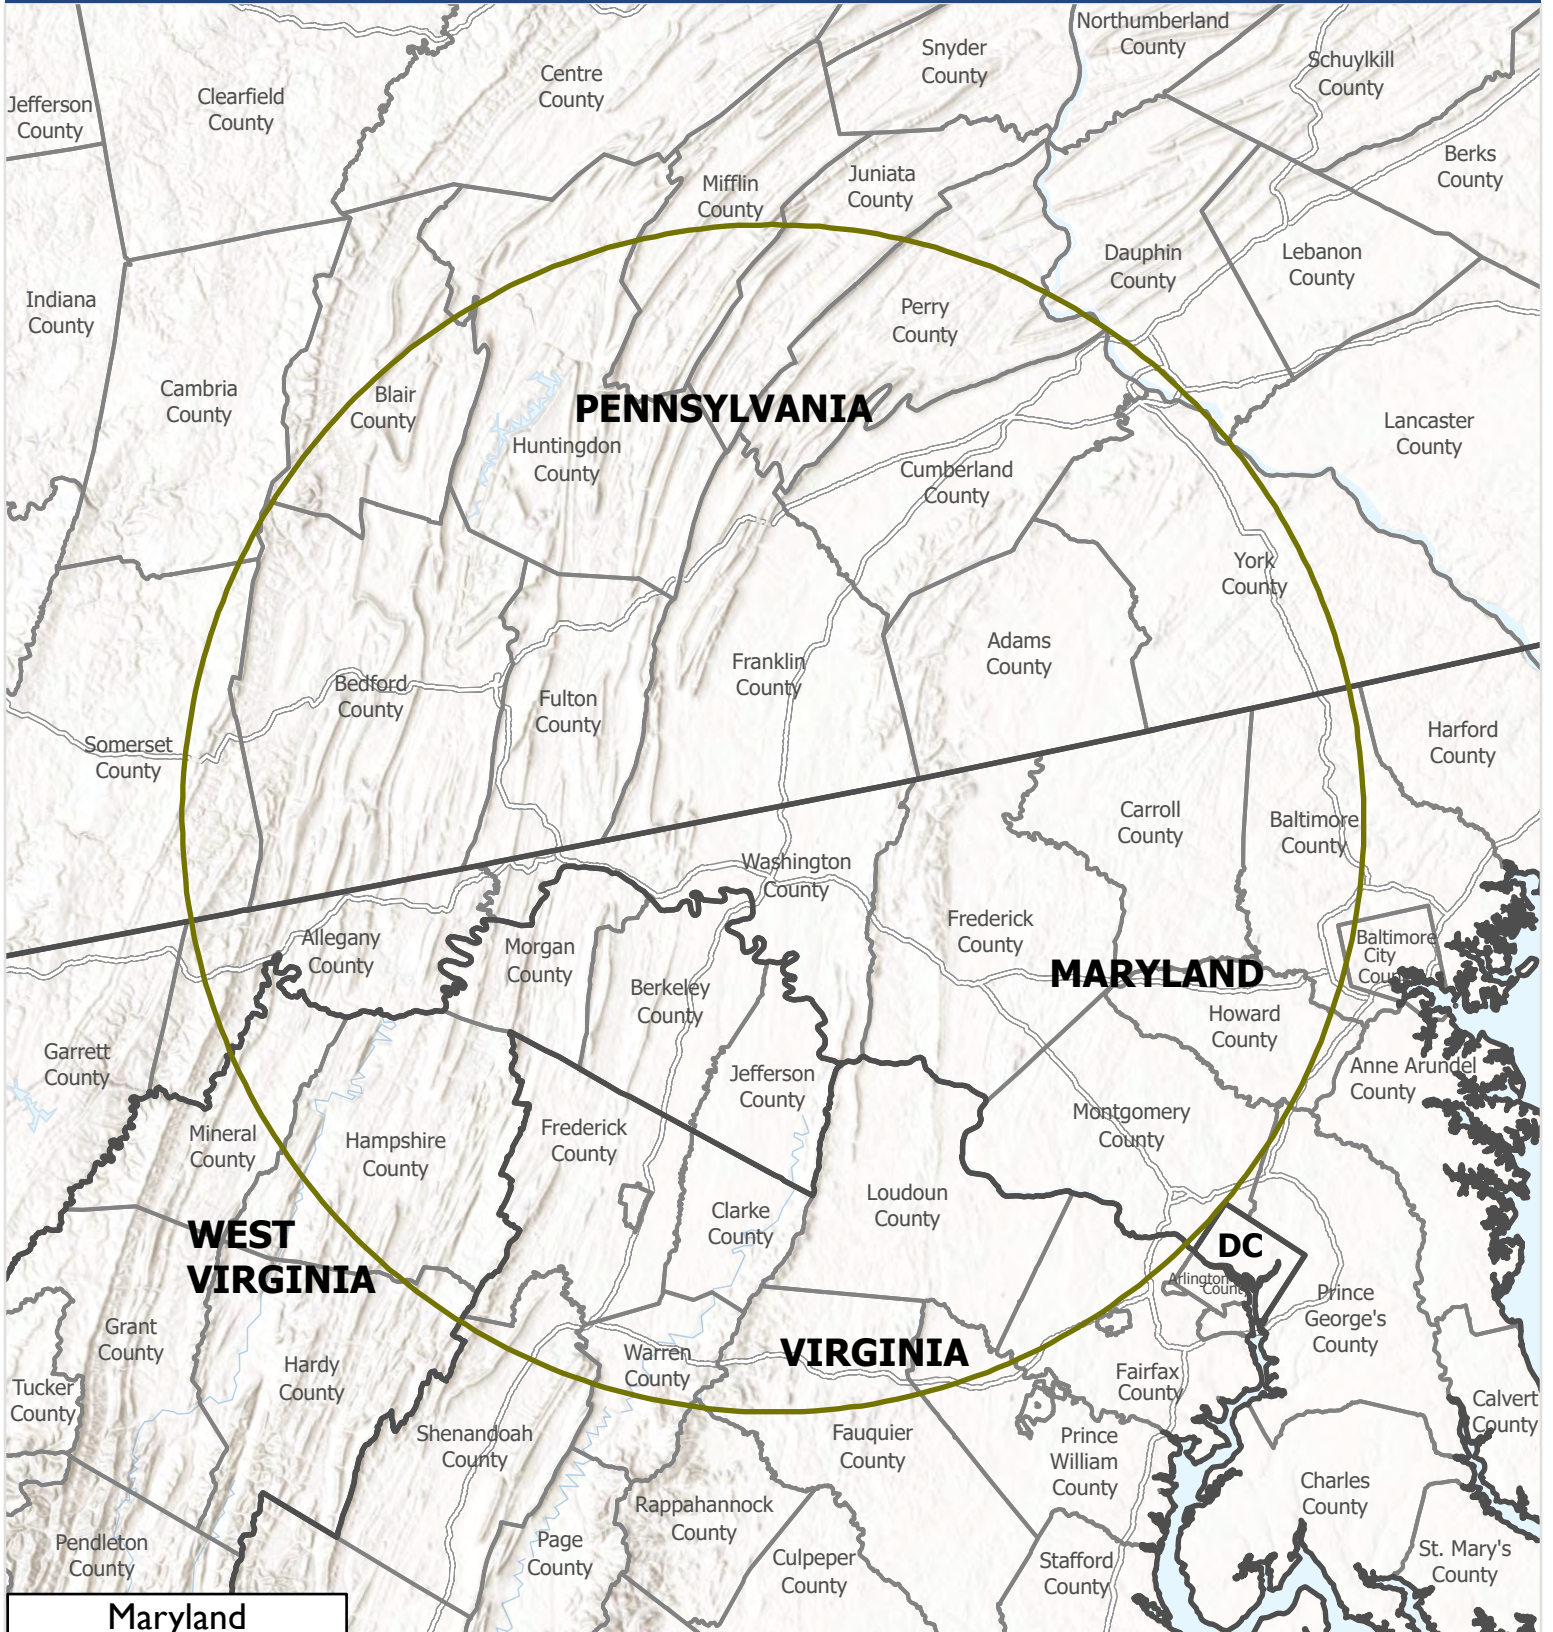 Northumberland
County
Snyder
County
Schuylkill
County
Centre
County
Clearfield
County
Jefferson
County
Berks
County
Juniata
County
Mifflin
County
Dauphin
County
Lebanon
County
Indiana
County
Perry
County
Cambria
County
Blair
County
PENNSYLVANIA
Lancaster
County
Huntingdon
County
Cumberland
County
York
County
Adams
County
Franklin
County
Bedford
County
Fulton
County
Somerset
County
Harford
County
Carroll
County
Baltimore
County
Washington
County
Frederick
County
Allegany
County
Morgan
County
Baltimore
City
MARYLAND
Berkeley
County
Howard
County
Garrett
County
Anne Arundel
County
Jefferson
County
Montgomery
County
Mineral
County
Hampshire
County
Frederick
County
Loudoun
County
Clarke
County
WEST
VIRGINIA
DC
Arlington
Prince
George's
County
Grant
County
Hardy
County
Warren
County
VIRGINIA
Fairfax
County
Tucker
County
Calvert
County
Shenandoah
County
Fauquier
County
Prince
William
County
Charles
County
Rappahannock
County
Pendleton
County
Page
County
Culpeper
County
Stafford
County
St. Mary's
County
Maryland